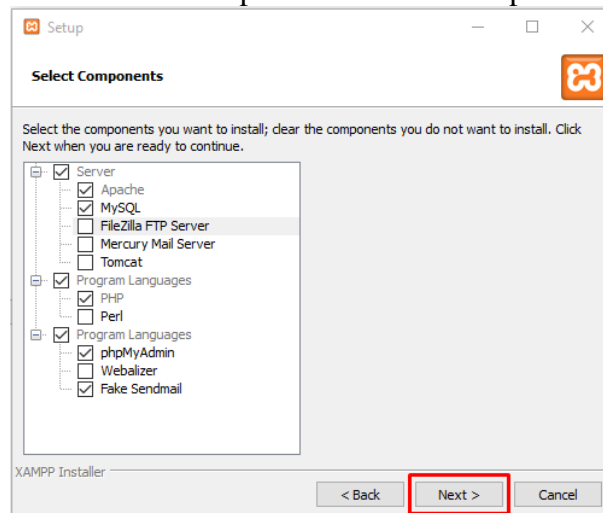 Setup
Select Components
Select the components you want to install; clear the components you do not want to install. Click
Next when you are ready to continue.
Server
Apache
MySQL
FileZilla FTP Server
Mercury Mail Server
Tomcat
Program Languages
PHP
Perl
Program Languages
phpMyAdmin
Webalizer
Fake Sendmail
XAMPP Installer
< Back
Next >
Cancel